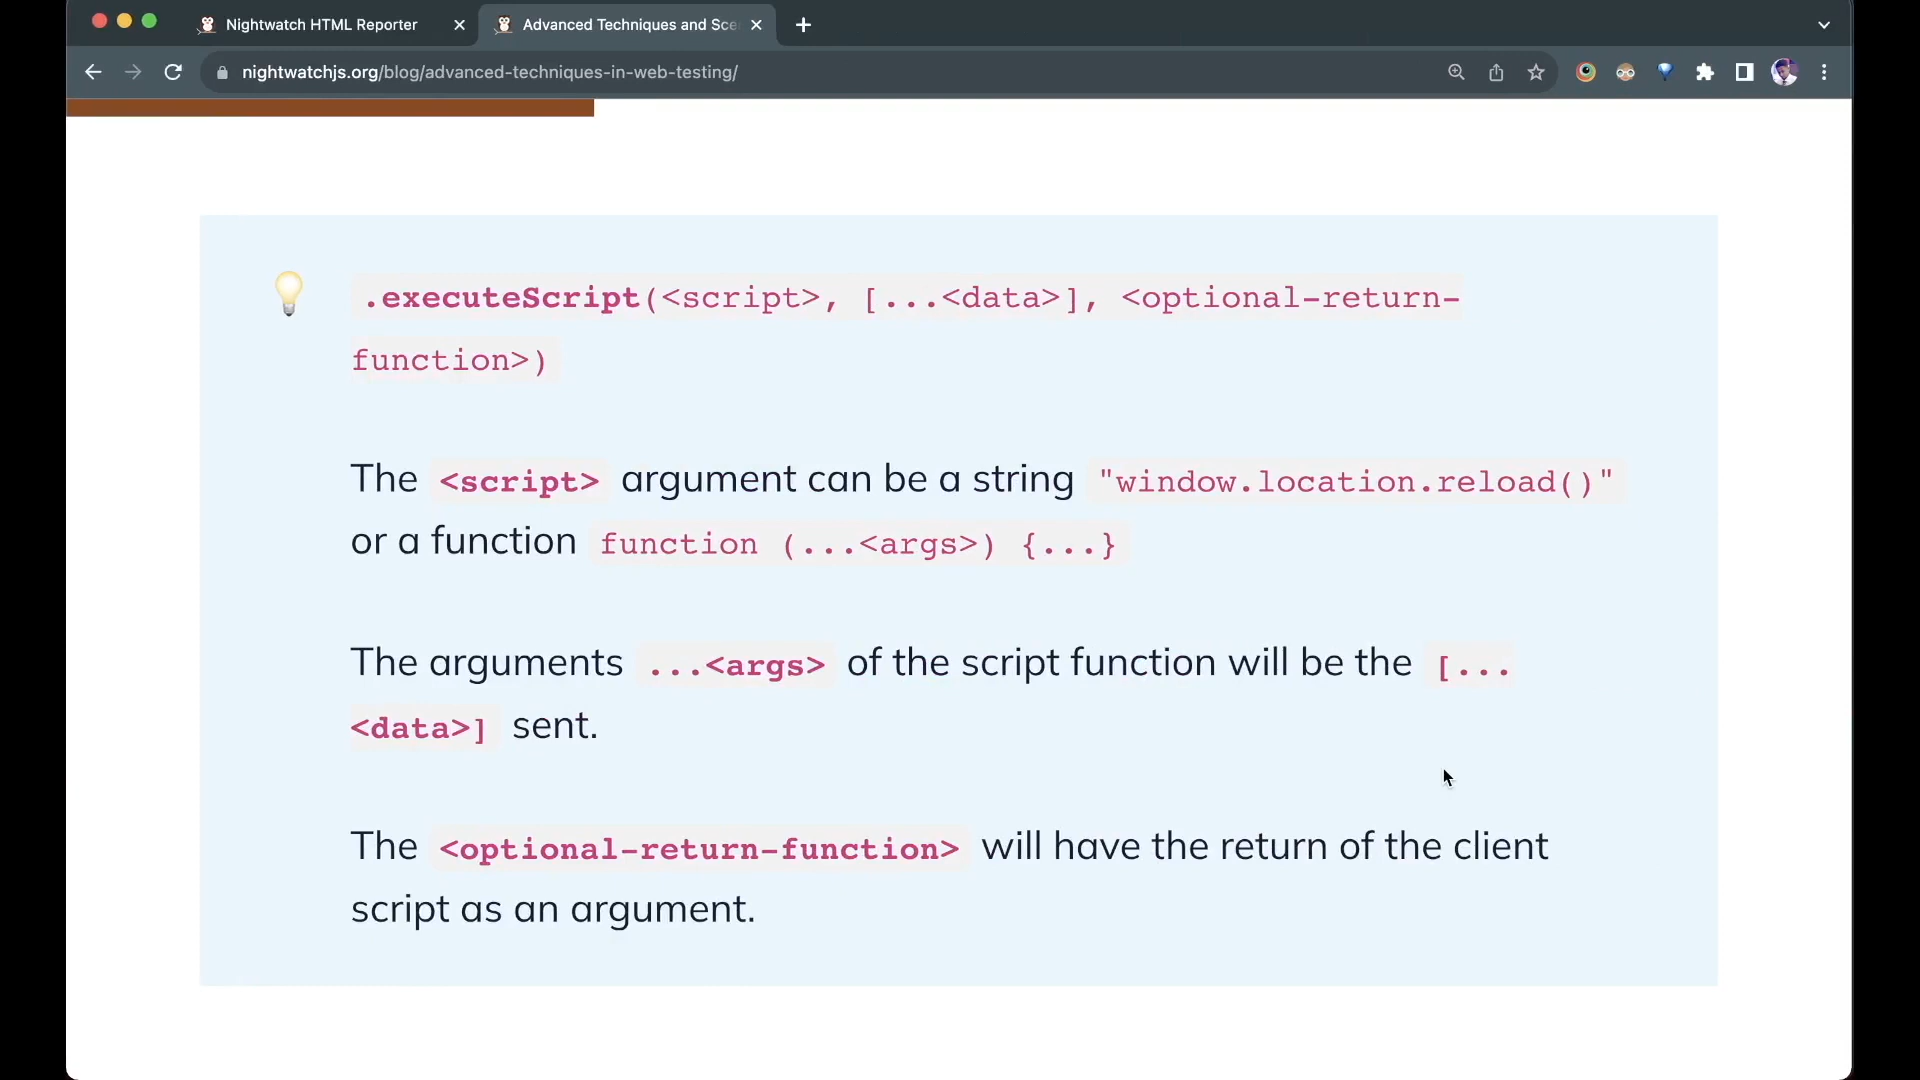 Nightwatch HTML Reporter
Advanced Techniques and Sce
nightwatchjs.org/blog/advanced-techniques-in-web-testing/
.executeScript(<script>, [...<data>], <optional-return-
function>)
The <script> argument can be a string "window.location.reload()"
or a function function (...<args>) {...}
The arguments ...<args> of the script function will be the [...
<data>] sent.
The <optional-return-function> will have the return of the client
script as an argument.